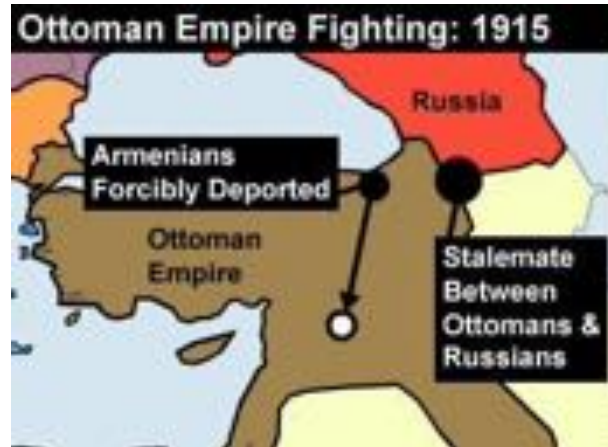 Ottoman Empire Fighting: 1915
Russia
Armenians
Forcibly Deported
Ottoman
Empire
Stalemate
Between
Ottomans &
Russians